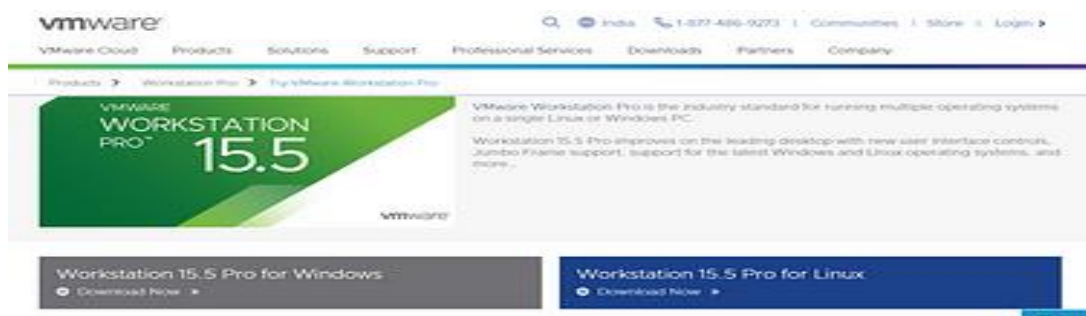 vmware
India 1-877-486-9273 | Communities | Store | Login
VMware Cloud Products Solutions Support Professional Services Downloads Partners Company
Products Workstation Pro Try VMware Workstation Pro
VMWARE
WORKSTATION
PRO™ 15.5
vmware
VMware Workstation Pro is the industry standard for running multiple operating systems
on a single Linux or Windows PC.
Workstation 15.5 Pro improves on the leading desktop with new user interface controls,
Jumbo Frame support, support for the latest Windows and Linux operating systems, and
more...
Workstation 15.5 Pro for Windows
Download Now
Workstation 15.5 Pro for Linux
Download Now